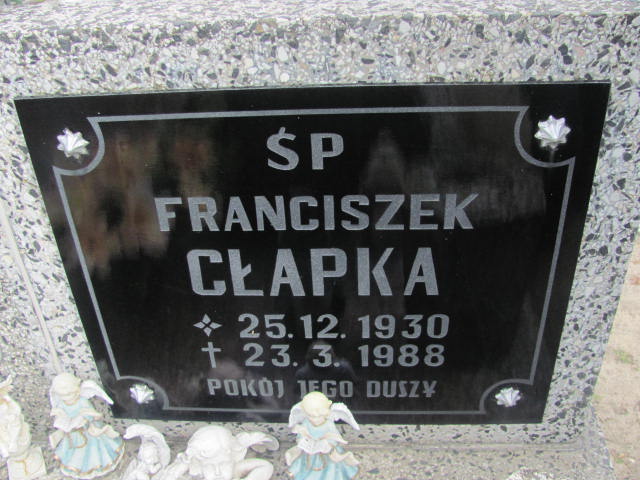 ŚP
FRANCISZEK
CŁAPKA
25.12.1930
† 23.3.1988
POKÓJ JEGO DUSZY